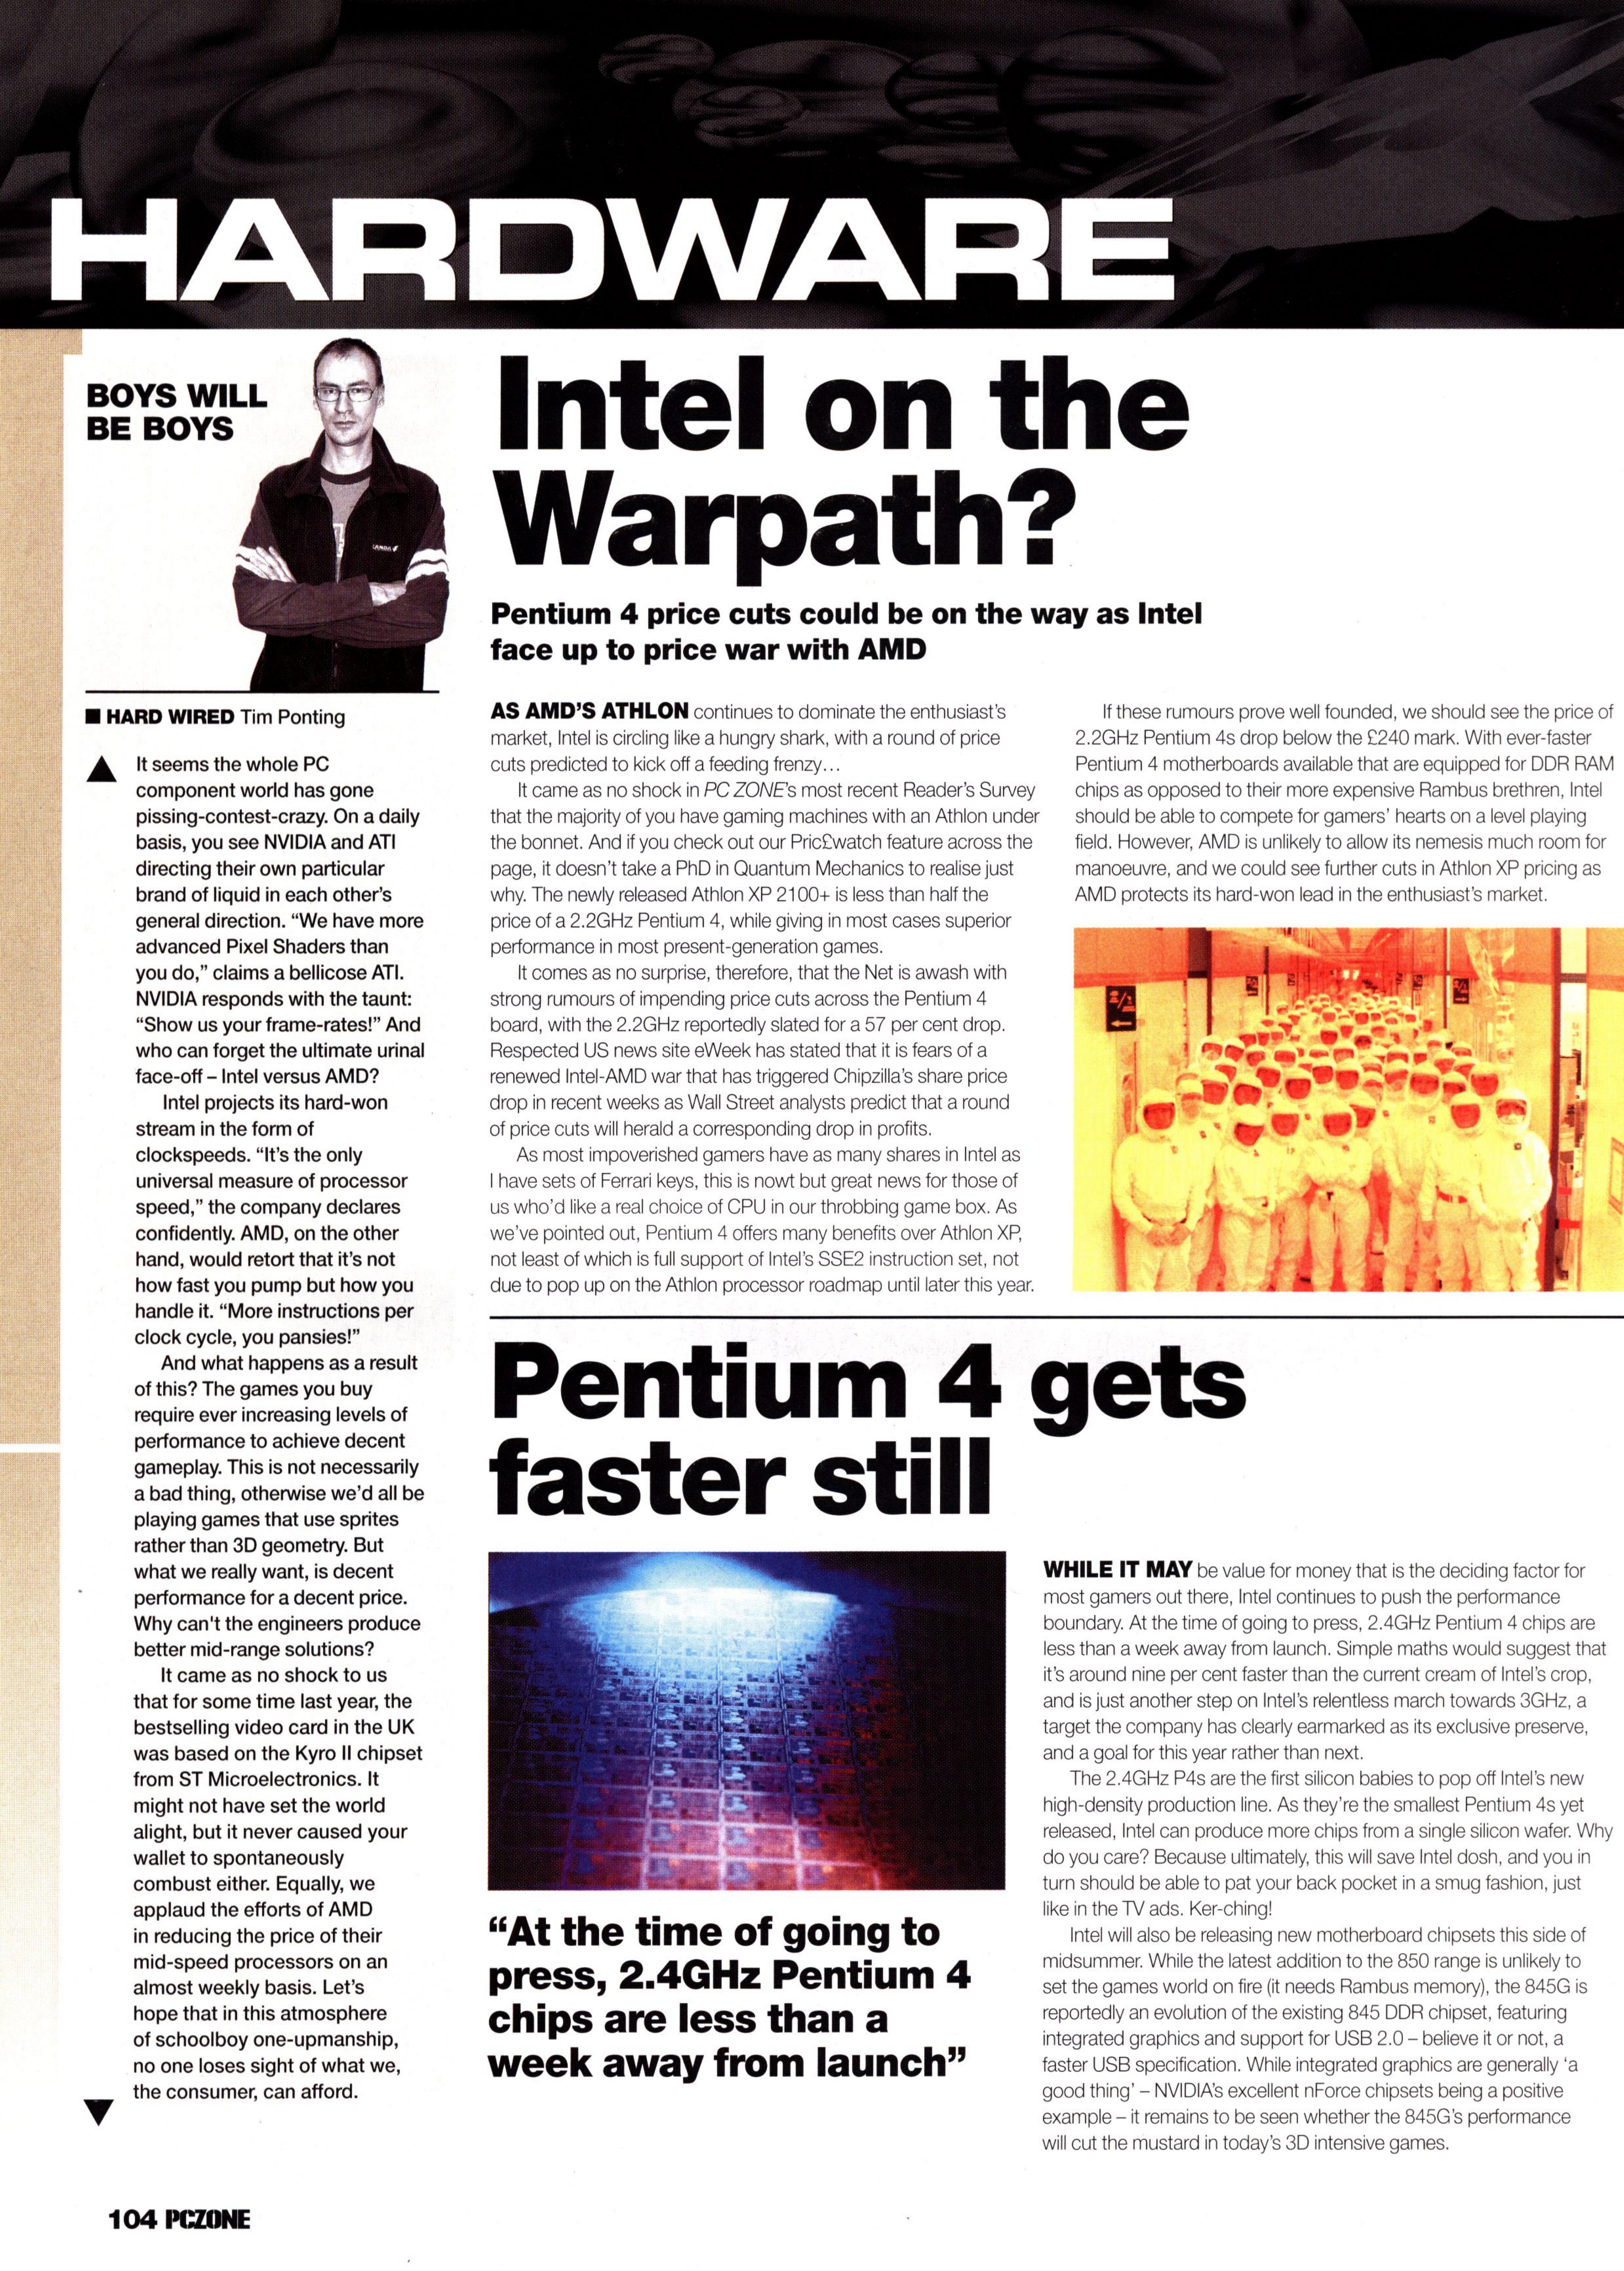 HARDWARE
BOYS WILL
BE BOYS
■ HARD WIRED Tim Ponting
▲ It seems the whole PC
component world has gone
pissing-contest-crazy. On a daily
basis, you see NVIDIA and ATI
directing their own particular
brand of liquid in each other's
general direction. “We have more
advanced Pixel Shaders than
you do,” claims a bellicose ATI.
NVIDIA responds with the taunt:
“Show us your frame-rates!” And
who can forget the ultimate urinal
face-off – Intel versus AMD?
Intel projects its hard-won
stream in the form of
clockspeeds. “It's the only
universal measure of processor
speed,” the company declares
confidently. AMD, on the other
hand, would retort that it's not
how fast you pump but how you
handle it. “More instructions per
clock cycle, you pansies!”
And what happens as a result
of this? The games you buy
require ever increasing levels of
performance to achieve decent
gameplay. This is not necessarily
a bad thing, otherwise we'd all be
playing games that use sprites
rather than 3D geometry. But
what we really want, is decent
performance for a decent price.
Why can't the engineers produce
better mid-range solutions?
It came as no shock to us
that for some time last year, the
bestselling video card in the UK
was based on the Kyro II chipset
from ST Microelectronics. It
might not have set the world
alight, but it never caused your
wallet to spontaneously
combust either. Equally, we
applaud the efforts of AMD
in reducing the price of their
mid-speed processors on an
almost weekly basis. Let's
hope that in this atmosphere
of schoolboy one-upmanship,
no one loses sight of what we,
the consumer, can afford.
▼
Intel on the
Warpath?
Pentium 4 price cuts could be on the way as Intel
face up to price war with AMD
AS AMD'S ATHLON continues to dominate the enthusiast's
market, Intel is circling like a hungry shark, with a round of price
cuts predicted to kick off a feeding frenzy…
It came as no shock in PC ZONE's most recent Reader's Survey
that the majority of you have gaming machines with an Athlon under
the bonnet. And if you check out our Pric£watch feature across the
page, it doesn't take a PhD in Quantum Mechanics to realise just
why. The newly released Athlon XP 2100+ is less than half the
price of a 2.2GHz Pentium 4, while giving in most cases superior
performance in most present-generation games.
It comes as no surprise, therefore, that the Net is awash with
strong rumours of impending price cuts across the Pentium 4
board, with the 2.2GHz reportedly slated for a 57 per cent drop.
Respected US news site eWeek has stated that it is fears of a
renewed Intel-AMD war that has triggered Chipzilla's share price
drop in recent weeks as Wall Street analysts predict that a round
of price cuts will herald a corresponding drop in profits.
As most impoverished gamers have as many shares in Intel as
I have sets of Ferrari keys, this is nowt but great news for those of
us who'd like a real choice of CPU in our throbbing game box. As
we've pointed out, Pentium 4 offers many benefits over Athlon XP,
not least of which is full support of Intel's SSE2 instruction set, not
due to pop up on the Athlon processor roadmap until later this year.
If these rumours prove well founded, we should see the price of
2.2GHz Pentium 4s drop below the £240 mark. With ever-faster
Pentium 4 motherboards available that are equipped for DDR RAM
chips as opposed to their more expensive Rambus brethren, Intel
should be able to compete for gamers' hearts on a level playing
field. However, AMD is unlikely to allow its nemesis much room for
manoeuvre, and we could see further cuts in Athlon XP pricing as
AMD protects its hard-won lead in the enthusiast's market.
Pentium 4 gets
faster still
“At the time of going to
press, 2.4GHz Pentium 4
chips are less than a
week away from launch”
WHILE IT MAY be value for money that is the deciding factor for
most gamers out there, Intel continues to push the performance
boundary. At the time of going to press, 2.4GHz Pentium 4 chips are
less than a week away from launch. Simple maths would suggest that
it's around nine per cent faster than the current cream of Intel's crop,
and is just another step on Intel's relentless march towards 3GHz, a
target the company has clearly earmarked as its exclusive preserve,
and a goal for this year rather than next.
The 2.4GHz P4s are the first silicon babies to pop off Intel's new
high-density production line. As they're the smallest Pentium 4s yet
released, Intel can produce more chips from a single silicon wafer. Why
do you care? Because ultimately, this will save Intel dosh, and you in
turn should be able to pat your back pocket in a smug fashion, just
like in the TV ads. Ker-ching!
Intel will also be releasing new motherboard chipsets this side of
midsummer. While the latest addition to the 850 range is unlikely to
set the games world on fire (it needs Rambus memory), the 845G is
reportedly an evolution of the existing 845 DDR chipset, featuring
integrated graphics and support for USB 2.0 – believe it or not, a
faster USB specification. While integrated graphics are generally ‘a
good thing’ – NVIDIA's excellent nForce chipsets being a positive
example – it remains to be seen whether the 845G's performance
will cut the mustard in today's 3D intensive games.
104 PCZONE